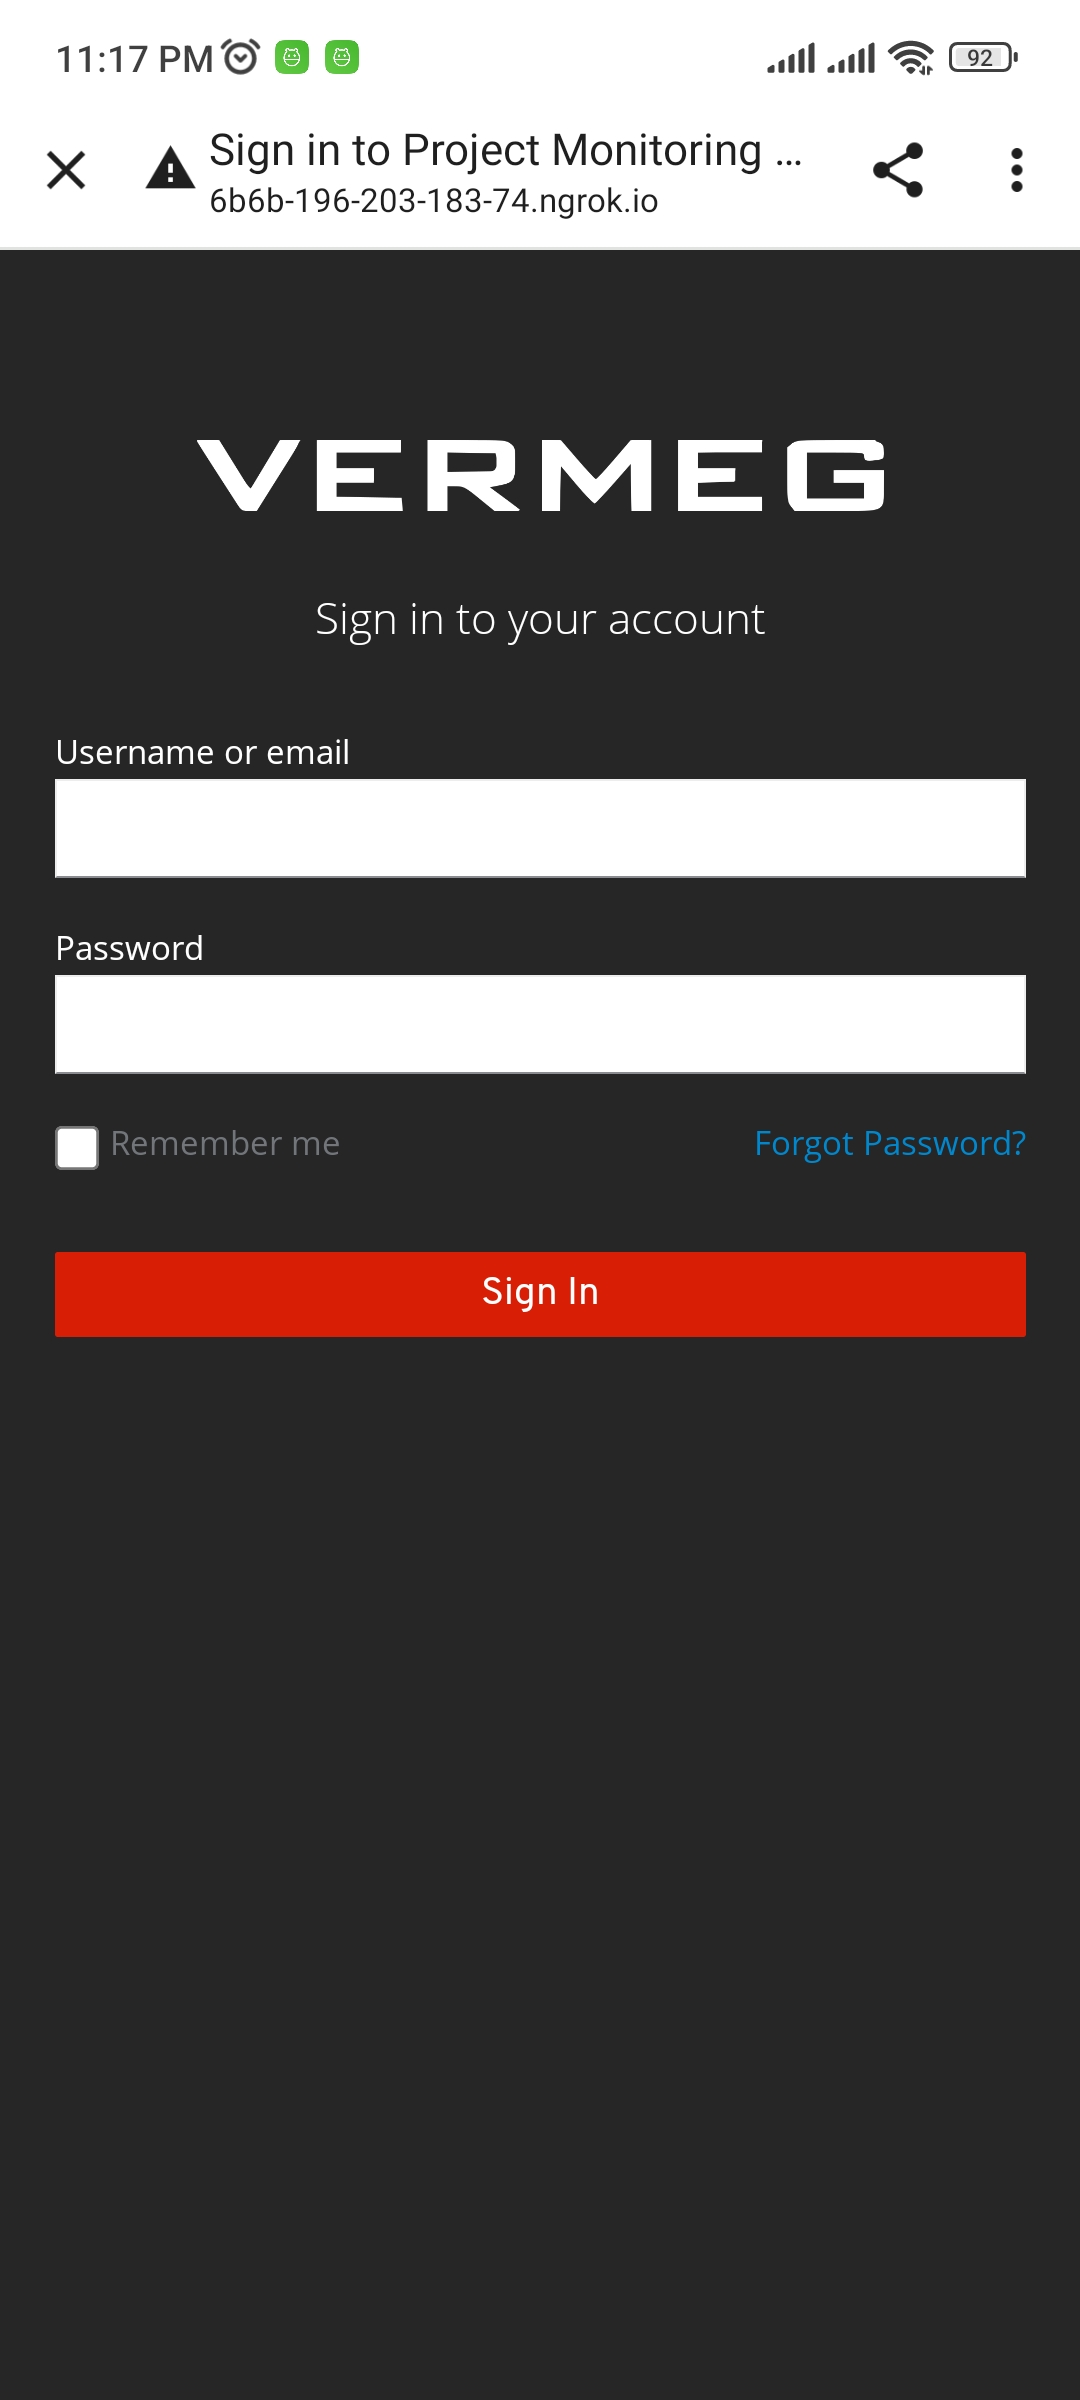 11:17 PM
92
Sign in to Project Monitoring ...
6b6b-196-203-183-74.ngrok.io
VERMEG
Sign in to your account
Username or email
Password
Remember me
Forgot Password?
Sign In